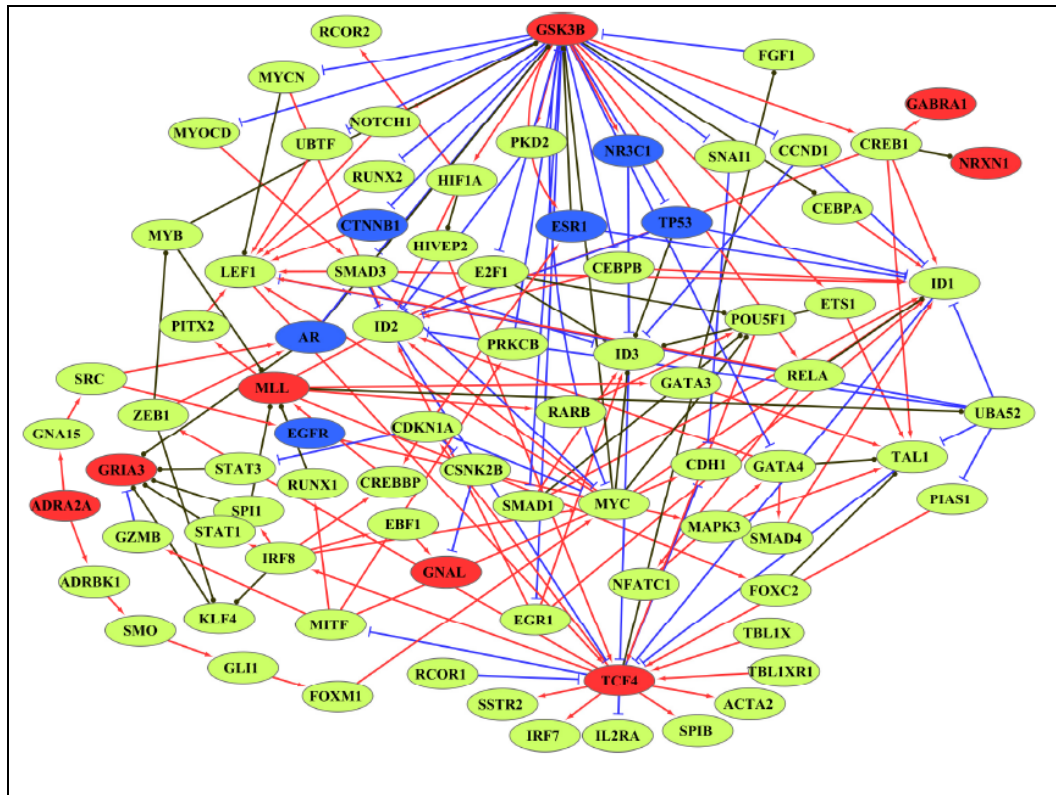 RCOR2
GSK3B
FGF1
MYCN
GABRA1
MYOCD
UBTF
NOTCH1
PKD2
NR3C1
SNAI1
CCND1
CREB1
NRXN1
RUNX2
HIF1A
CEBPA
CTNNB1
ESR1
TP53
MYB
HIVEP2
LEF1
SMAD3
E2F1
CEBPB
ID1
ETS1
PITX2
AR
ID2
PRKCB
ID3
POU5F1
SRC
MLL
GATA3
RELA
GNA15
ZEB1
EGFR
CDKN1A
RARB
UBA52
GRIA3
STAT3
RUNX1
CREBBP
CSNK2B
CDH1
GATA4
TAL1
ADRA2A
SPI1
STAT1
EBF1
SMAD1
MYC
MAPK3
PIAS1
GZMB
IRF8
SMAD4
ADRBK1
GNAL
NFATC1
FOXC2
SMO
KLF4
MITF
EGR1
TBL1X
GLI1
RCOR1
TCF4
TBL1XR1
FOXM1
SSTR2
ACTA2
IRF7
IL2RA
SPIB